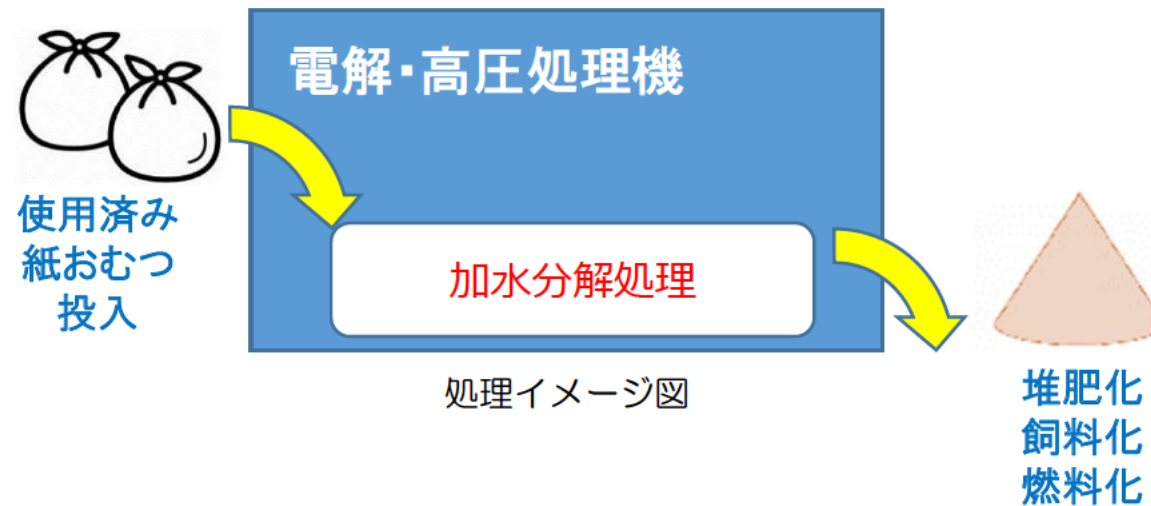 電解・高圧処理機
使用済み
紙おむつ
投入
加水分解処理
処理イメージ図
堆肥化
飼料化
燃料化